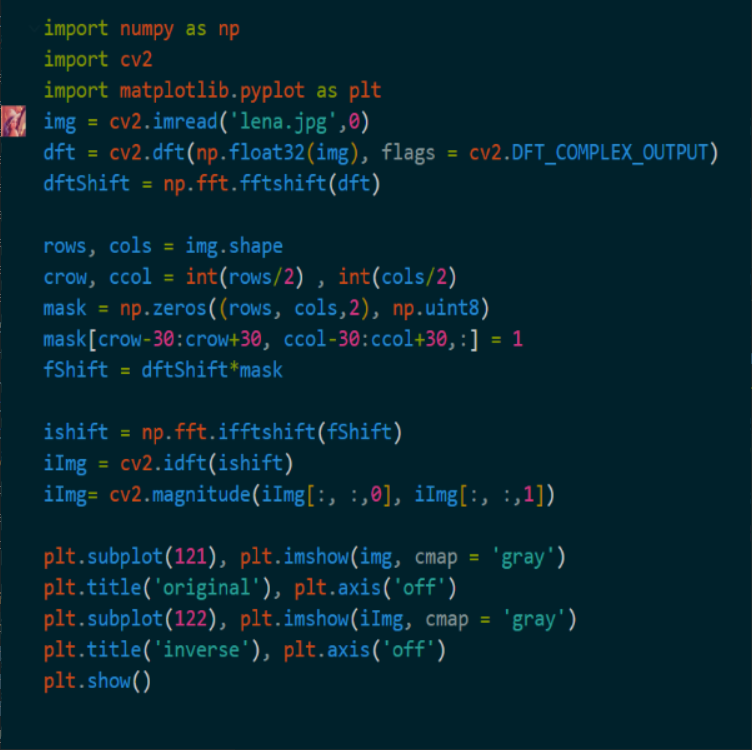 import numpy as np
import cv2
import matplotlib.pyplot as plt
img = cv2.imread('lena.jpg',0)
dft = cv2.dft(np.float32(img), flags = cv2.DFT_COMPLEX_OUTPUT)
dftShift = np.fft.fftshift(dft)
rows, cols = img.shape
crow, ccol = int(rows/2) , int(cols/2)
mask = np.zeros((rows, cols,2), np.uint8)
mask[crow-30:crow+30, ccol-30:ccol+30,:] = 1
fShift = dftShift*mask
ishift = np.fft.ifftshift(fShift)
iImg = cv2.idft(ishift)
iImg= cv2.magnitude(iImg[:, :,0], iImg[:, :,1])
plt.subplot(121), plt.imshow(img, cmap = 'gray')
plt.title('original'), plt.axis('off')
plt.subplot(122), plt.imshow(iImg, cmap = 'gray')
plt.title('inverse'), plt.axis('off')
plt.show()